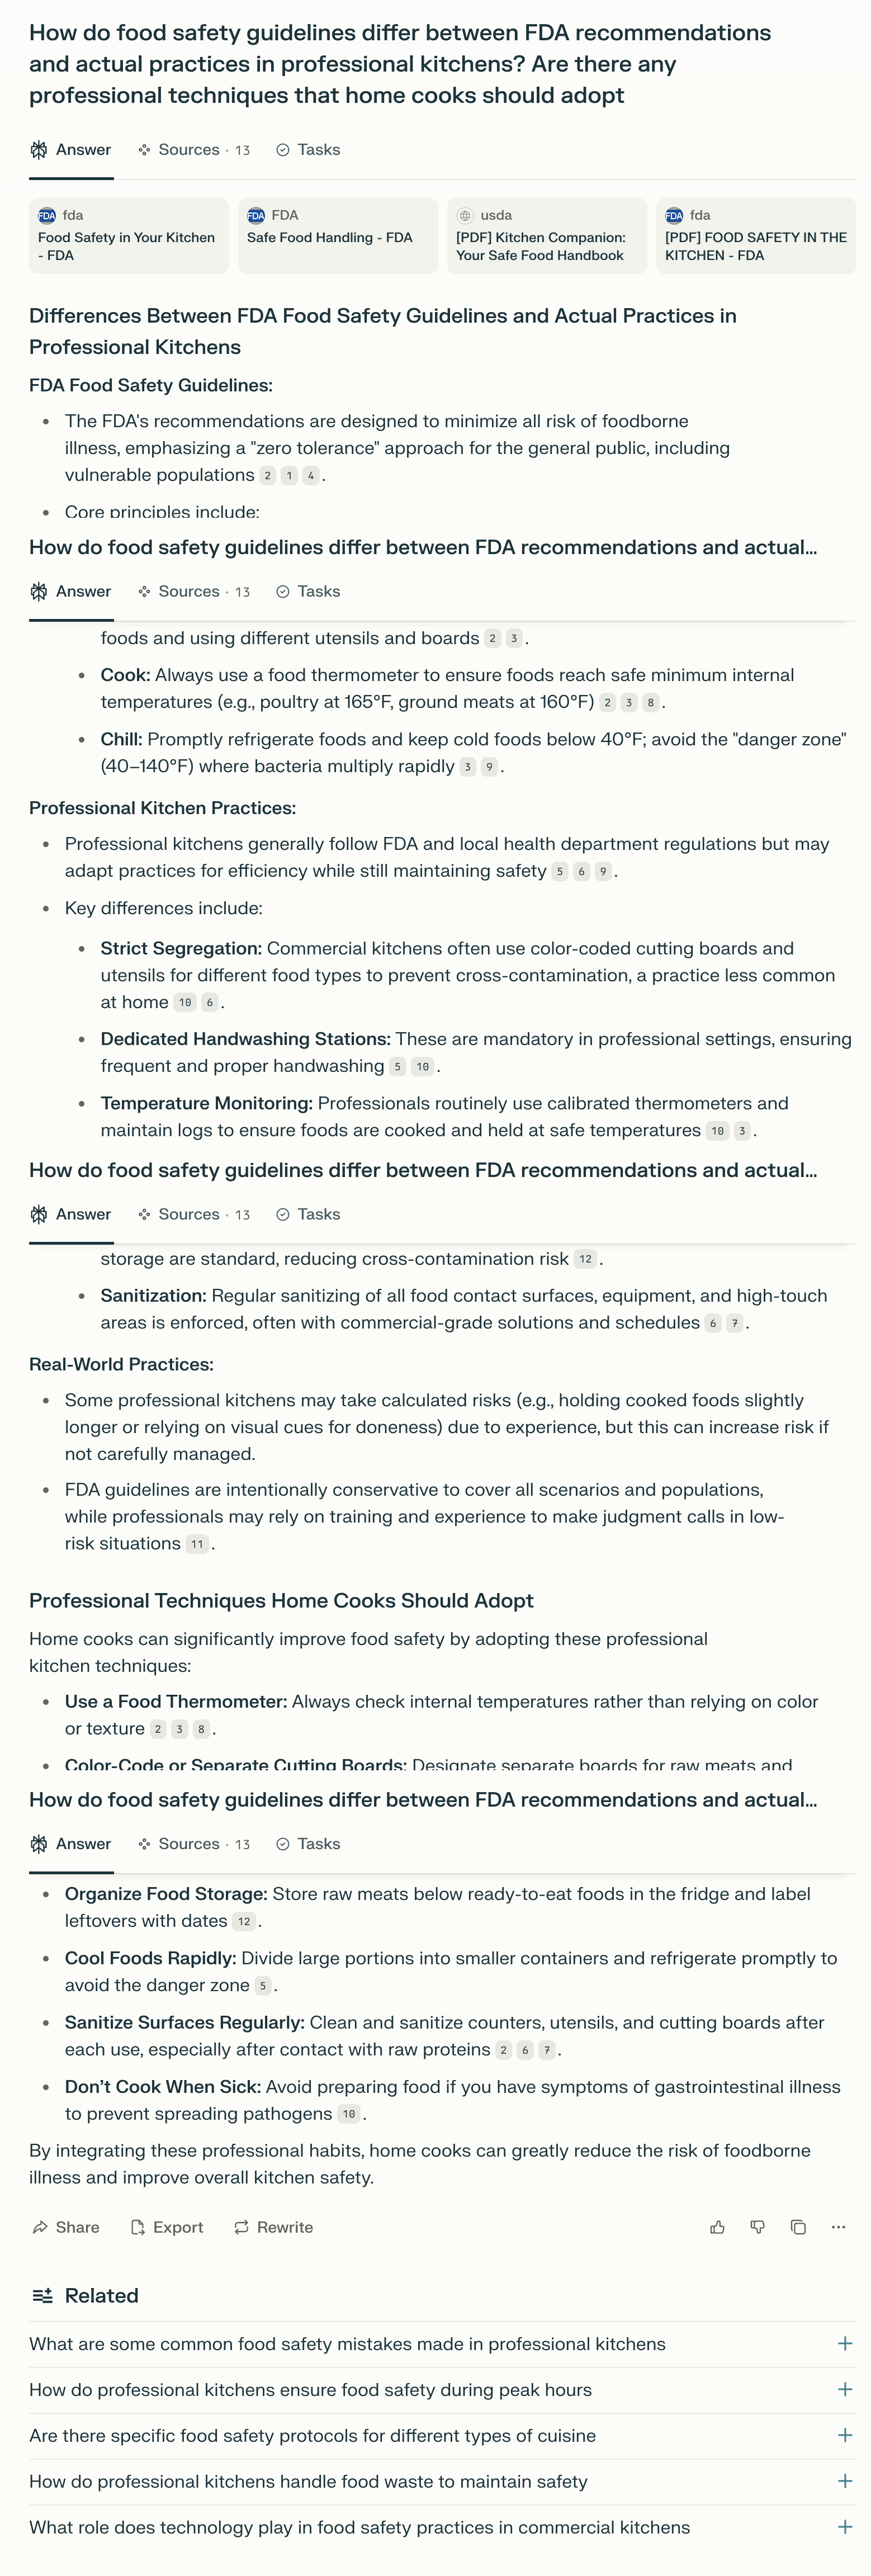 How do food safety guidelines differ between FDA recommendations
and actual practices in professional kitchens? Are there any
professional techniques that home cooks should adopt
Answer
Sources · 13
Tasks
FDA fda
Food Safety in Your Kitchen
- FDA
FDA FDA
Safe Food Handling - FDA
usda
[PDF] Kitchen Companion:
Your Safe Food Handbook
FDA fda
[PDF] FOOD SAFETY IN THE
KITCHEN - FDA
Differences Between FDA Food Safety Guidelines and Actual Practices in
Professional Kitchens
FDA Food Safety Guidelines:
• The FDA's recommendations are designed to minimize all risk of foodborne
illness, emphasizing a "zero tolerance" approach for the general public, including
vulnerable populations 2 1 4 .
• Core principles include:
How do food safety guidelines differ between FDA recommendations and actual...
Answer
Sources · 13
Tasks
foods and using different utensils and boards 2 3 .
• Cook: Always use a food thermometer to ensure foods reach safe minimum internal
temperatures (e.g., poultry at 165°F, ground meats at 160°F) 2 3 8 .
• Chill: Promptly refrigerate foods and keep cold foods below 40°F; avoid the "danger zone"
(40–140°F) where bacteria multiply rapidly 3 9 .
Professional Kitchen Practices:
• Professional kitchens generally follow FDA and local health department regulations but may
adapt practices for efficiency while still maintaining safety 5 6 9 .
• Key differences include:
• Strict Segregation: Commercial kitchens often use color-coded cutting boards and
utensils for different food types to prevent cross-contamination, a practice less common
at home 10 6 .
• Dedicated Handwashing Stations: These are mandatory in professional settings, ensuring
frequent and proper handwashing 5 10 .
• Temperature Monitoring: Professionals routinely use calibrated thermometers and
maintain logs to ensure foods are cooked and held at safe temperatures 10 3 .
How do food safety guidelines differ between FDA recommendations and actual...
Answer
Sources · 13
Tasks
storage are standard, reducing cross-contamination risk 12 .
• Sanitization: Regular sanitizing of all food contact surfaces, equipment, and high-touch
areas is enforced, often with commercial-grade solutions and schedules 6 7 .
Real-World Practices:
• Some professional kitchens may take calculated risks (e.g., holding cooked foods slightly
longer or relying on visual cues for doneness) due to experience, but this can increase risk if
not carefully managed.
• FDA guidelines are intentionally conservative to cover all scenarios and populations,
while professionals may rely on training and experience to make judgment calls in low-
risk situations 11 .
Professional Techniques Home Cooks Should Adopt
Home cooks can significantly improve food safety by adopting these professional
kitchen techniques:
• Use a Food Thermometer: Always check internal temperatures rather than relying on color
or texture 2 3 8 .
• Color-Code or Separate Cutting Boards: Designate separate boards for raw meats and
How do food safety guidelines differ between FDA recommendations and actual...
Answer
Sources · 13
Tasks
• Organize Food Storage: Store raw meats below ready-to-eat foods in the fridge and label
leftovers with dates 12 .
• Cool Foods Rapidly: Divide large portions into smaller containers and refrigerate promptly to
avoid the danger zone 5 .
• Sanitize Surfaces Regularly: Clean and sanitize counters, utensils, and cutting boards after
each use, especially after contact with raw proteins 2 6 7 .
• Don’t Cook When Sick: Avoid preparing food if you have symptoms of gastrointestinal illness
to prevent spreading pathogens 10 .
By integrating these professional habits, home cooks can greatly reduce the risk of foodborne
illness and improve overall kitchen safety.
Share
Export
Rewrite
Related
What are some common food safety mistakes made in professional kitchens
How do professional kitchens ensure food safety during peak hours
Are there specific food safety protocols for different types of cuisine
How do professional kitchens handle food waste to maintain safety
What role does technology play in food safety practices in commercial kitchens